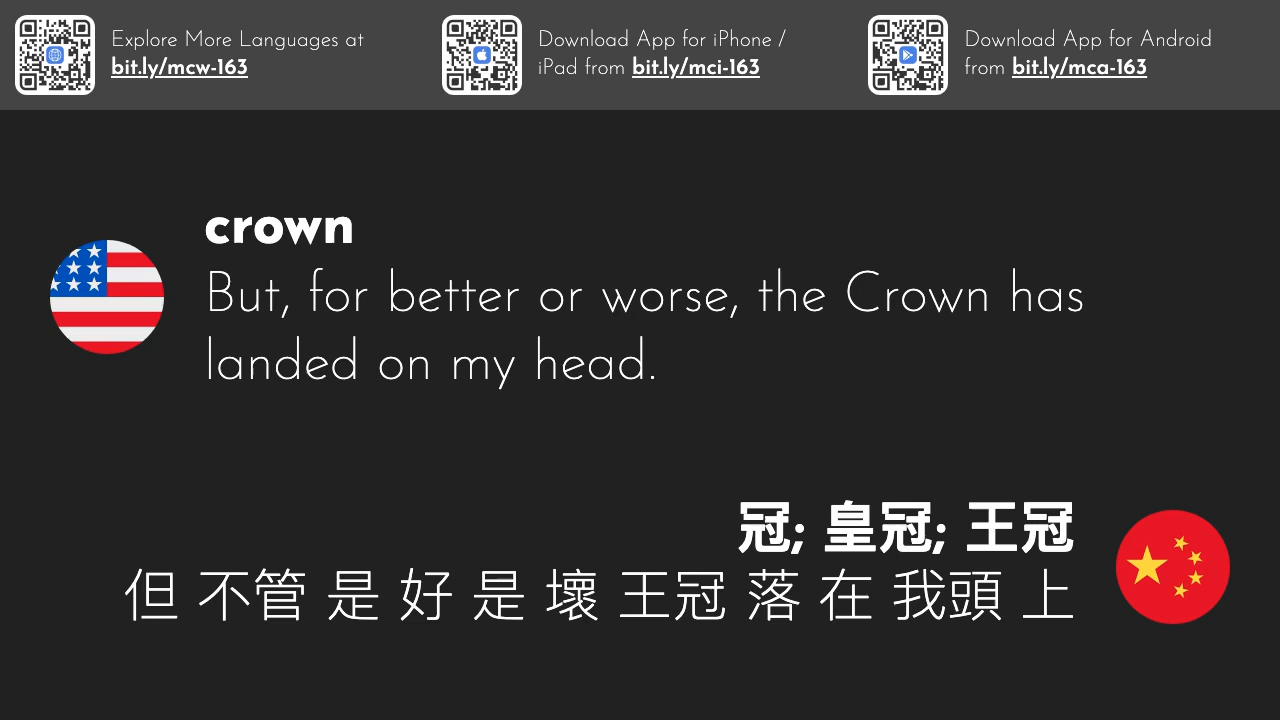 Explore More Languages at
bit.ly/mcw-163
Download App for iPhone /
iPad from bit.ly/mci-163
Download App for Android
from bit.ly/mca-163
crown
But, for better or worse, the Crown has
landed on my head.
冠; 皇冠; 王冠
但 不管 是 好 是 壞 王冠 落 在 我頭 上